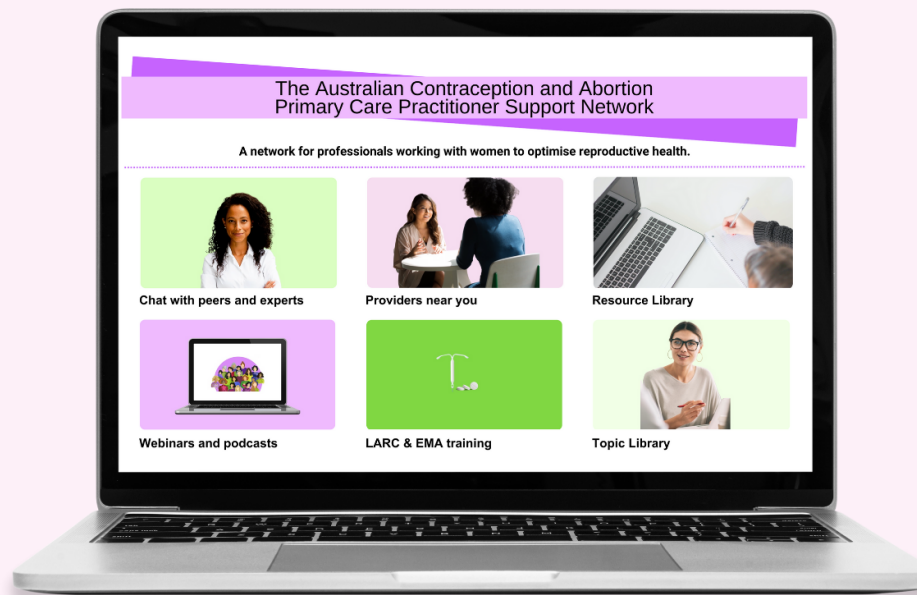 The Australian Contraception and Abortion
Primary Care Practitioner Support Network
A network for professionals working with women to optimise reproductive health.
Chat with peers and experts
Providers near you
Resource Library
Webinars and podcasts
LARC & EMA training
Topic Library